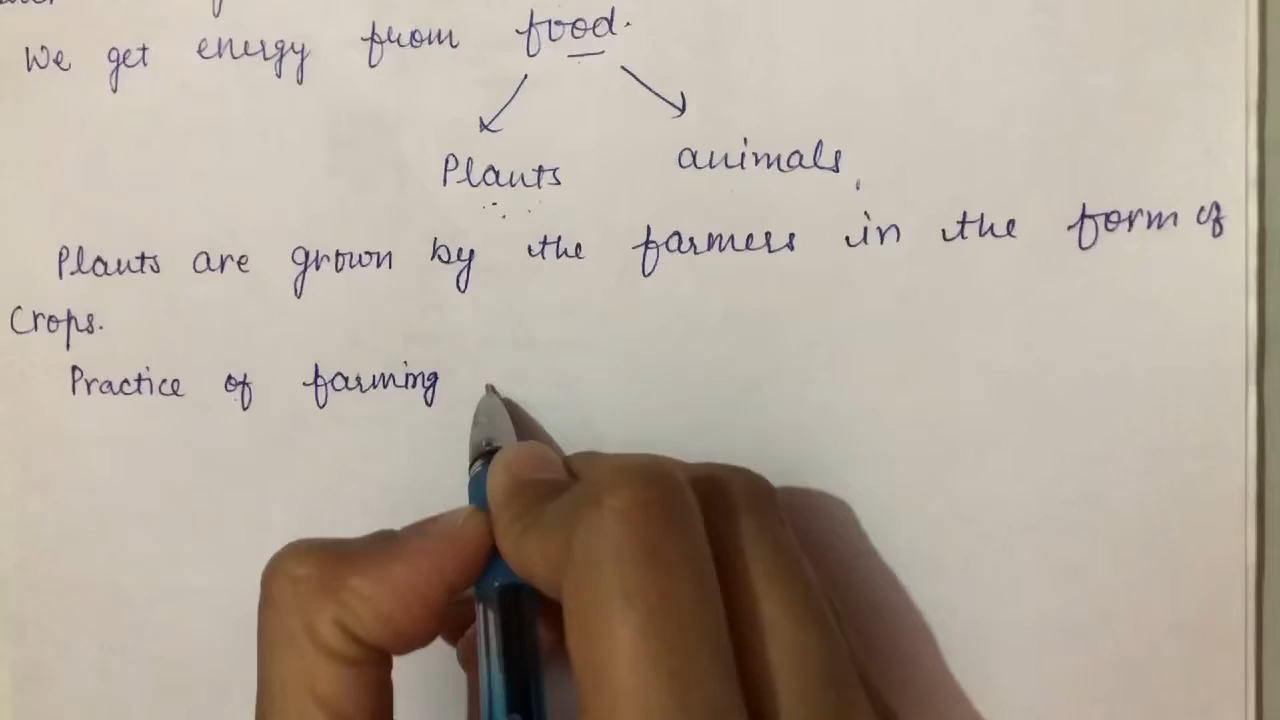 We get energy from food.
Plants animals
Plants are grown by the farmers in the form of
Crops.
Practice of farming